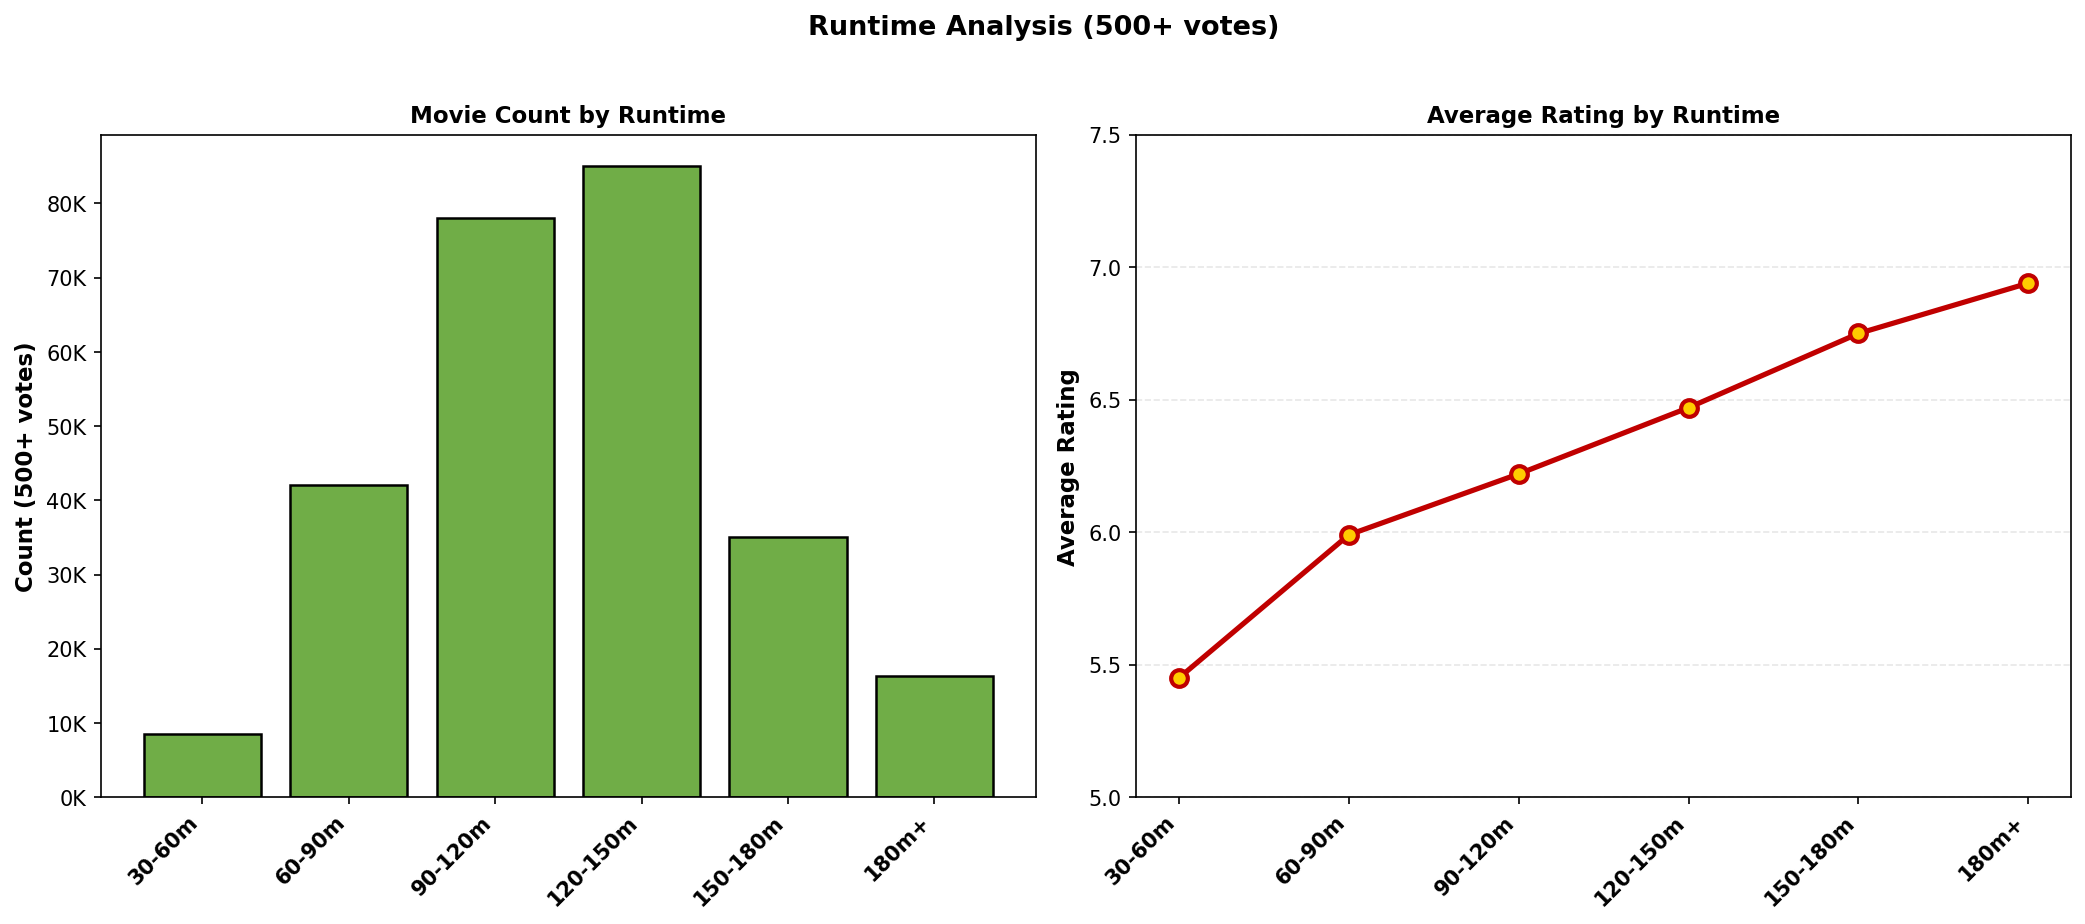 Runtime Analysis (500+ votes)
Movie Count by Runtime
Count (500+ votes)
80K
70K
60K
50K
40K
30K
20K
10K
0K
30-60m
60-90m
90-120m
120-150m
150-180m
180m+
Average Rating by Runtime
Average Rating
7.5
7.0
6.5
6.0
5.5
5.0
30-60m
60-90m
90-120m
120-150m
150-180m
180m+